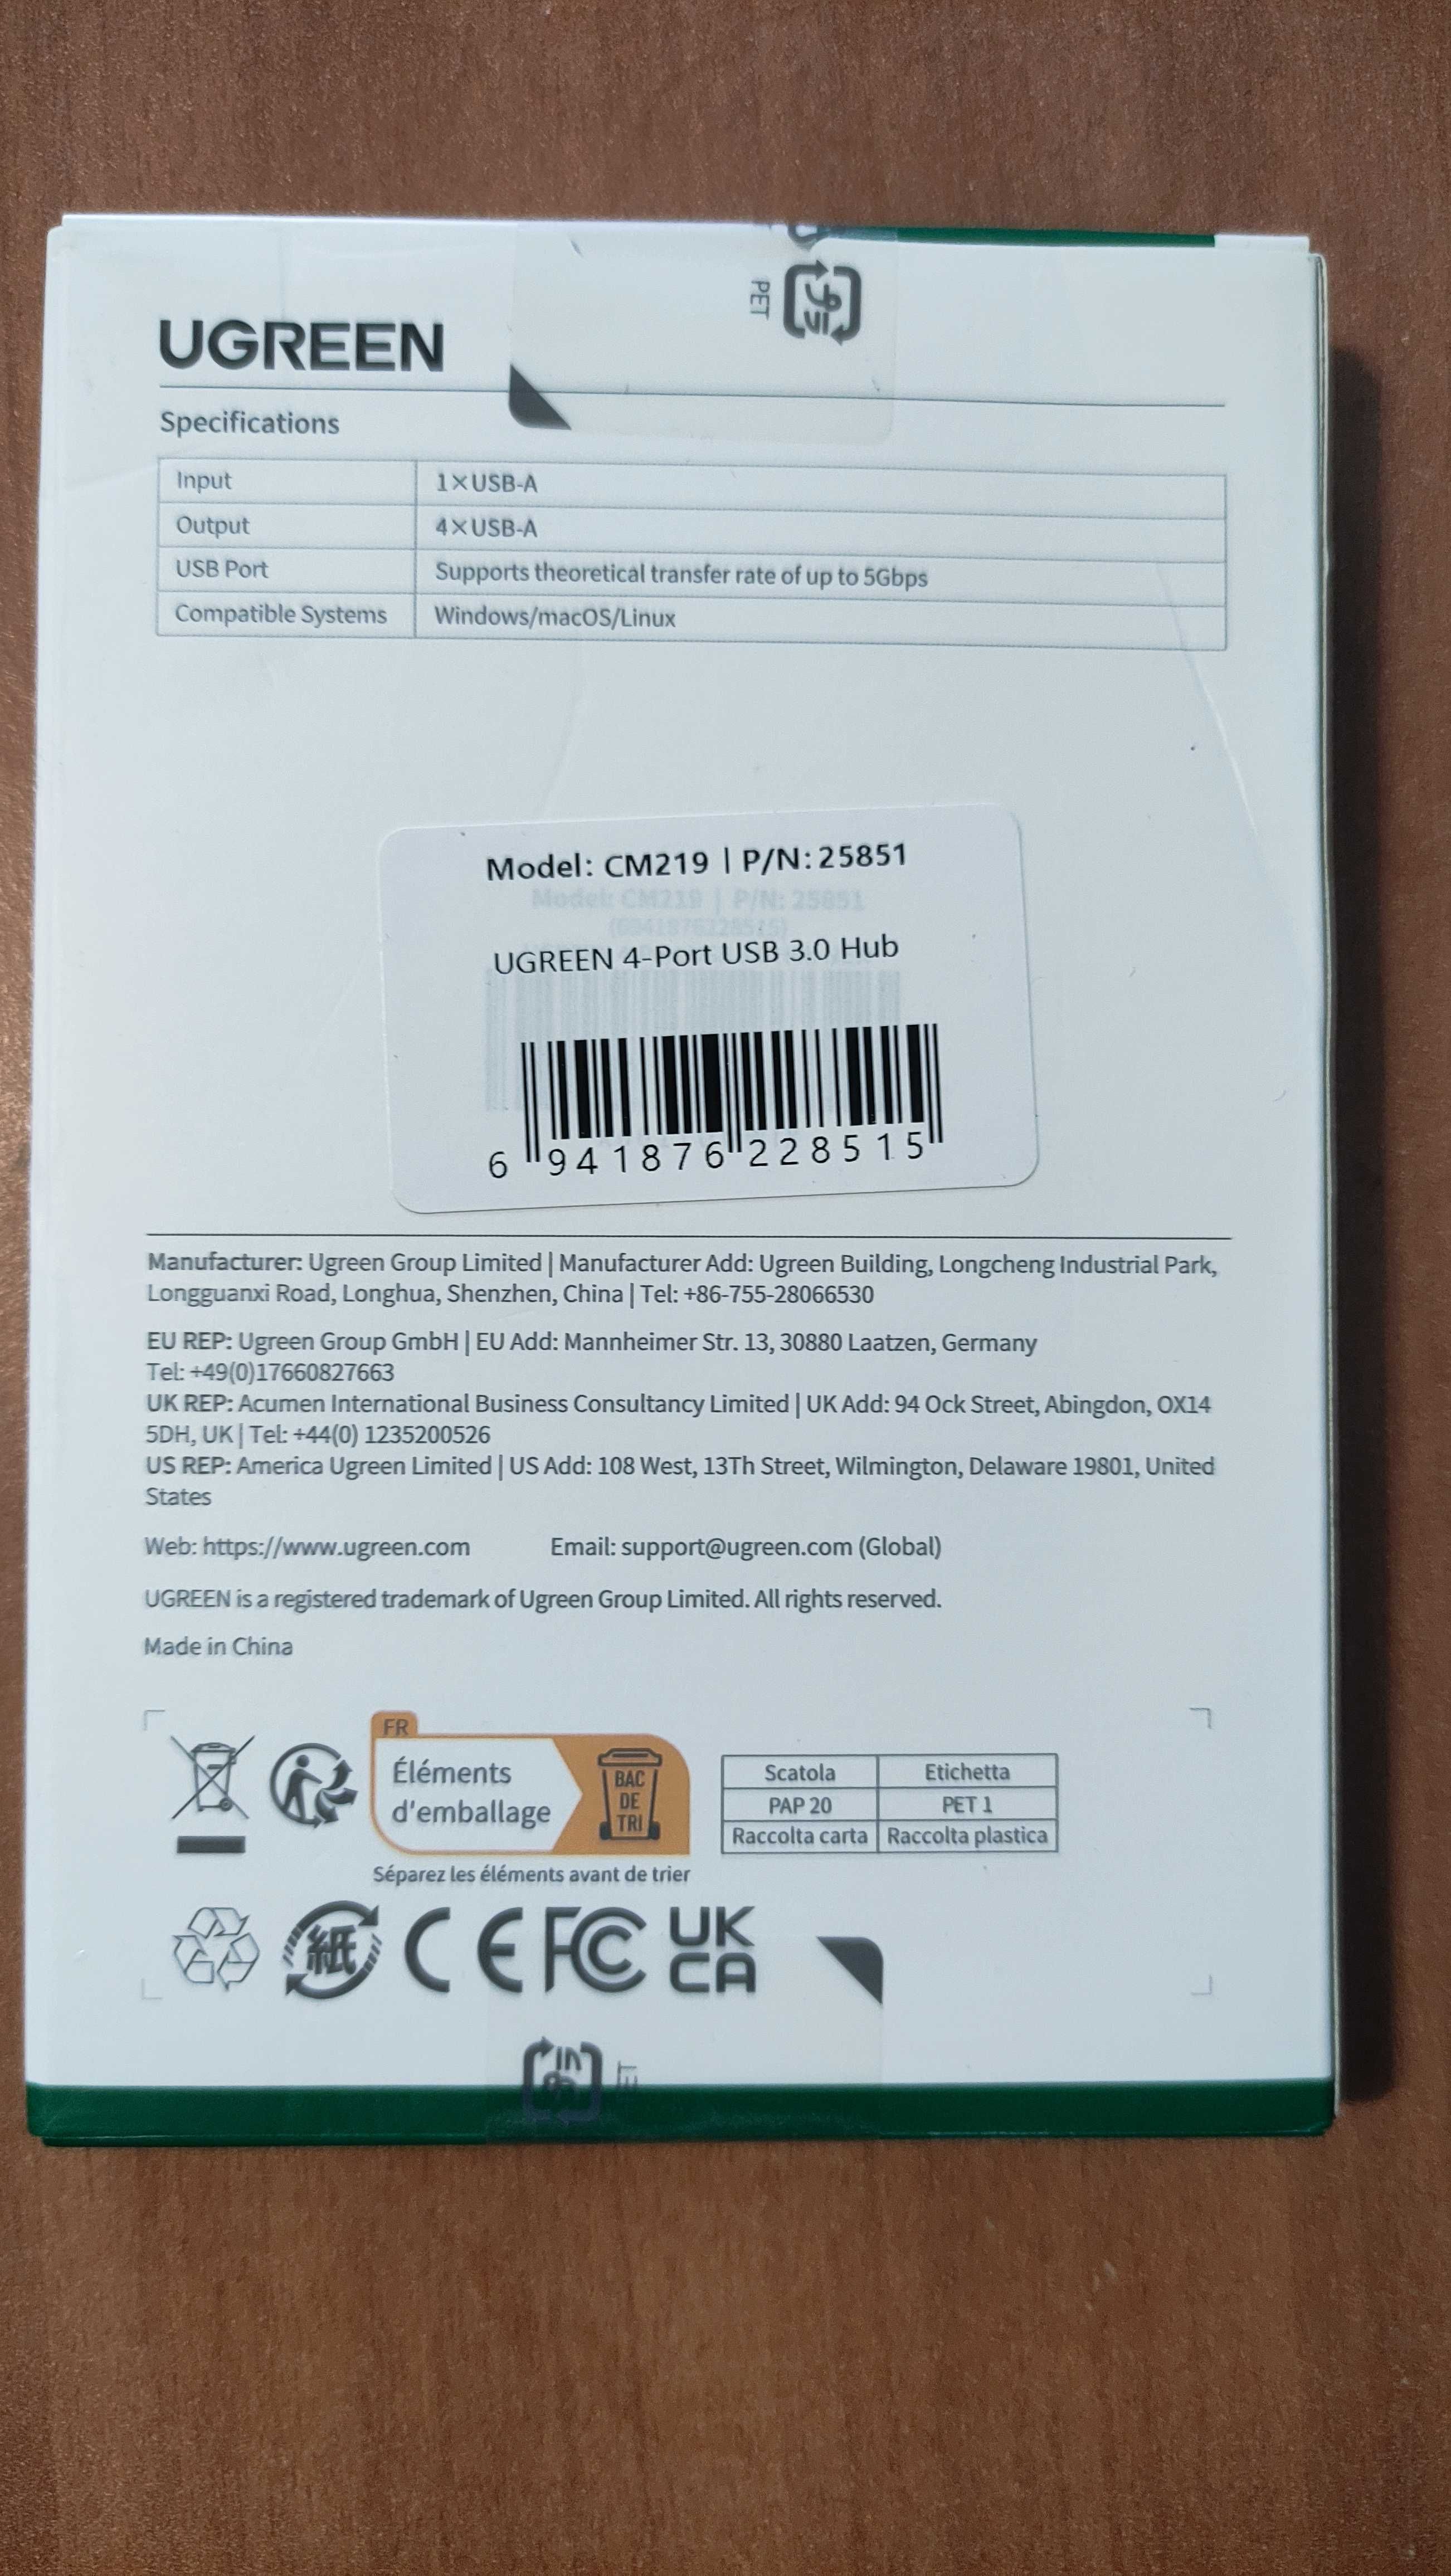 PET
UGREEN
Specifications
Input 1×USB-A
Output 4×USB-A
USB Port Supports theoretical transfer rate of up to 5Gbps
Compatible Systems Windows/macOS/Linux
Model: CM219 | P/N:25851
Model: CM219 | P/N: 25851
UGREEN 4-Port USB 3.0 Hub
6 941876 228515
Manufacturer: Ugreen Group Limited | Manufacturer Add: Ugreen Building, Longcheng Industrial Park,
Longguanxi Road, Longhua, Shenzhen, China | Tel: +86-755-28066530
EU REP: Ugreen Group GmbH | EU Add: Mannheimer Str. 13, 30880 Laatzen, Germany
Tel: +49(0)17660827663
UK REP: Acumen International Business Consultancy Limited | UK Add: 94 Ock Street, Abingdon, OX14
5DH, UK | Tel: +44(0) 1235200526
US REP: America Ugreen Limited | US Add: 108 West, 13Th Street, Wilmington, Delaware 19801, United
States
Web: https://www.ugreen.com Email: support@ugreen.com (Global)
UGREEN is a registered trademark of Ugreen Group Limited. All rights reserved.
Made in China
FR
Éléments
d'emballage
BAC
DE
TRI
Séparez les éléments avant de trier
Scatola Etichetta
PAP 20 PET 1
Raccolta carta Raccolta plastica
紙 CE FC UK
CA